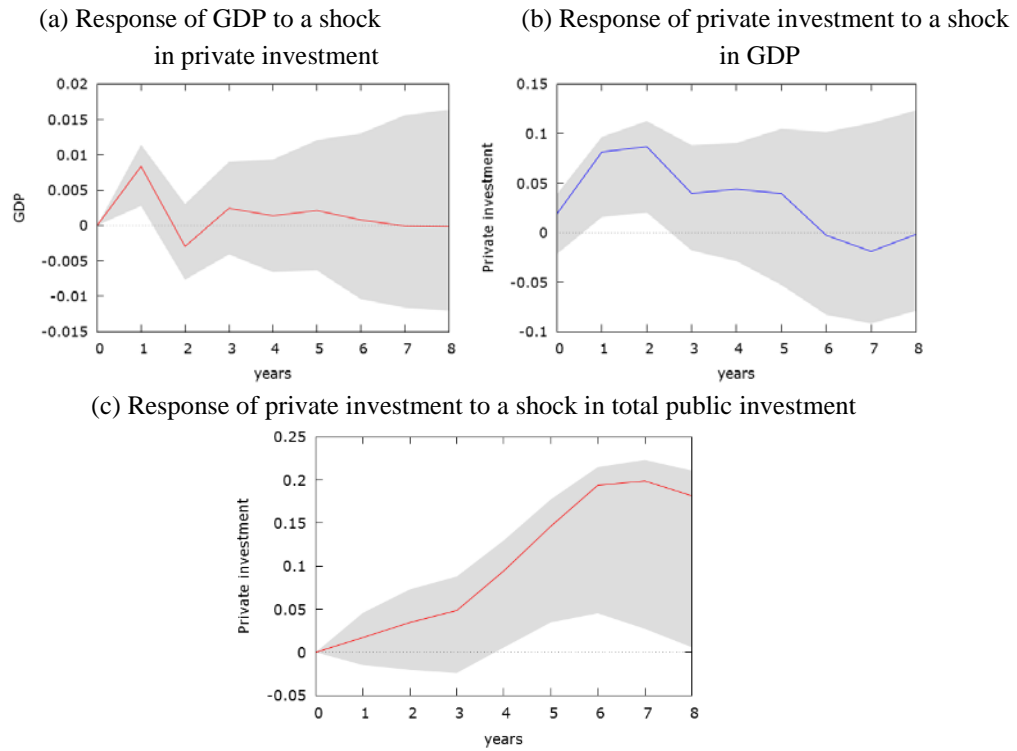 (a) Response of GDP to a shock
in private investment
(b) Response of private investment to a shock
in GDP
0.02
0.015
0.01
0.005
0
-0.005
-0.01
-0.015
GDP
0 1 2 3 4 5 6 7 8
years
0.15
0.1
0.05
0
-0.05
-0.1
Private investment
0 1 2 3 4 5 6 7 8
years
(c) Response of private investment to a shock in total public investment
0.25
0.2
0.15
0.1
0.05
0
-0.05
Private investment
0 1 2 3 4 5 6 7 8
years